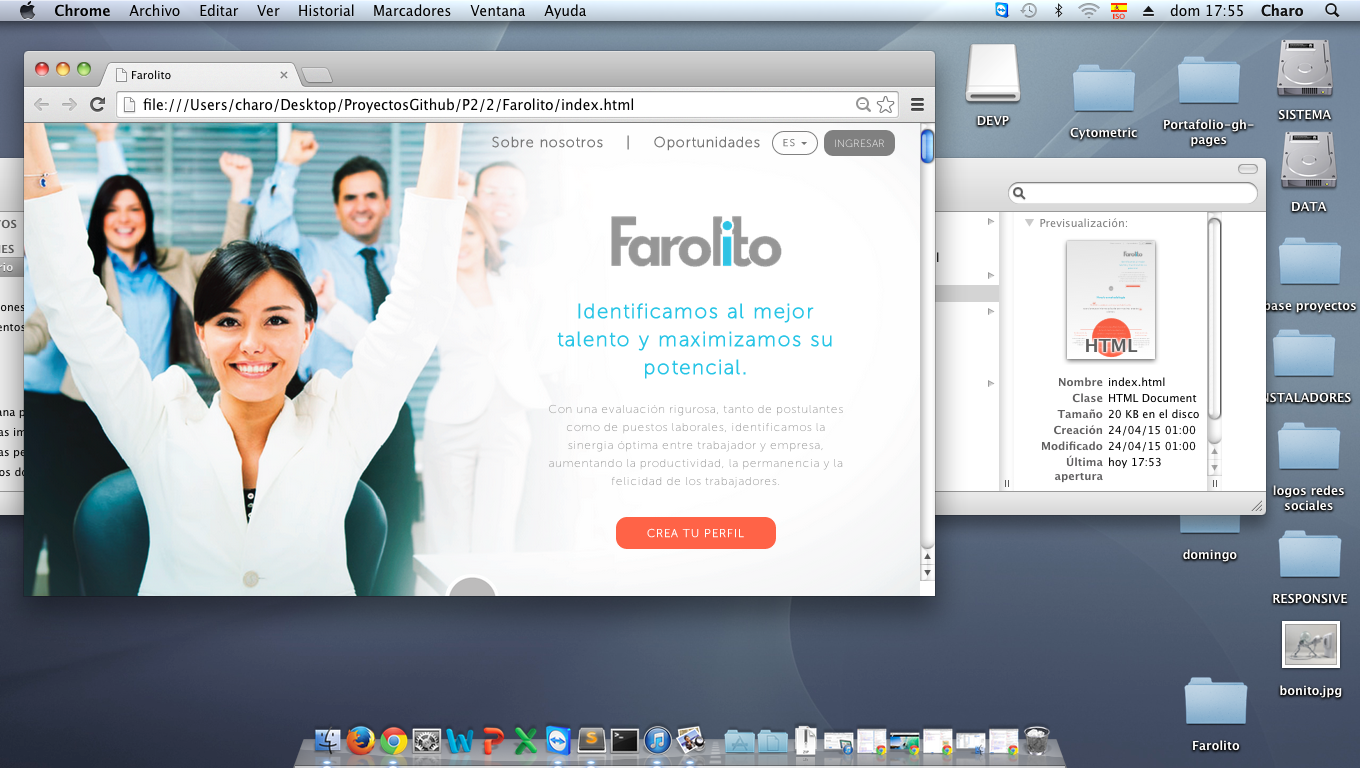 Chrome Archivo Editar Ver Historial Marcadores Ventana Ayuda
ISO
dom 17:55 Charo
Farolito
file:///Users/charo/Desktop/ProyectosGithub/P2/2/Farolito/index.html
Sobre nosotros | Oportunidades ES INGRESAR
Farolito
Identificamos al mejor
talento y maximizamos su
potencial.
Con una evaluación rigurosa, tanto de postulantes
como de puestos laborales, identificamos la
sinergia óptima entre trabajador y empresa,
aumentando la productividad, la permanencia y la
felicidad de los trabajadores.
CREA TU PERFIL
Previsualización:
Farolito
HTML
Nombre index.html
Clase HTML Document
Tamaño 20 KB en el disco
Creación 24/04/15 01:00
Modificado 24/04/15 01:00
Última hoy 17:53
apertura
DEVP
Cytometric
Portafolio-gh-
pages
SISTEMA
DATA
base proyectos
NSTALADORES
logos redes
sociales
domingo
RESPONSIVE
bonito.jpg
Farolito